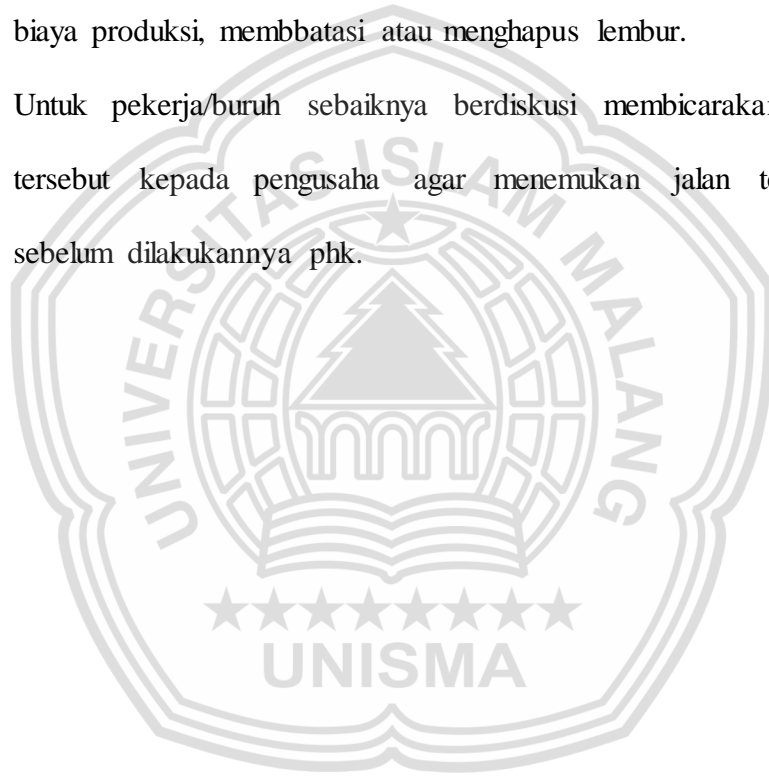 biaya produksi, membbatasi atau menghapus lembur.
Untuk pekerja/buruh sebaiknya berdiskusi
tersebut kepada pengusaha agar menemukan jalan
sebelum dilakukannya phk.
UNIVERSITAS ISLAM MALANG
UNISMA